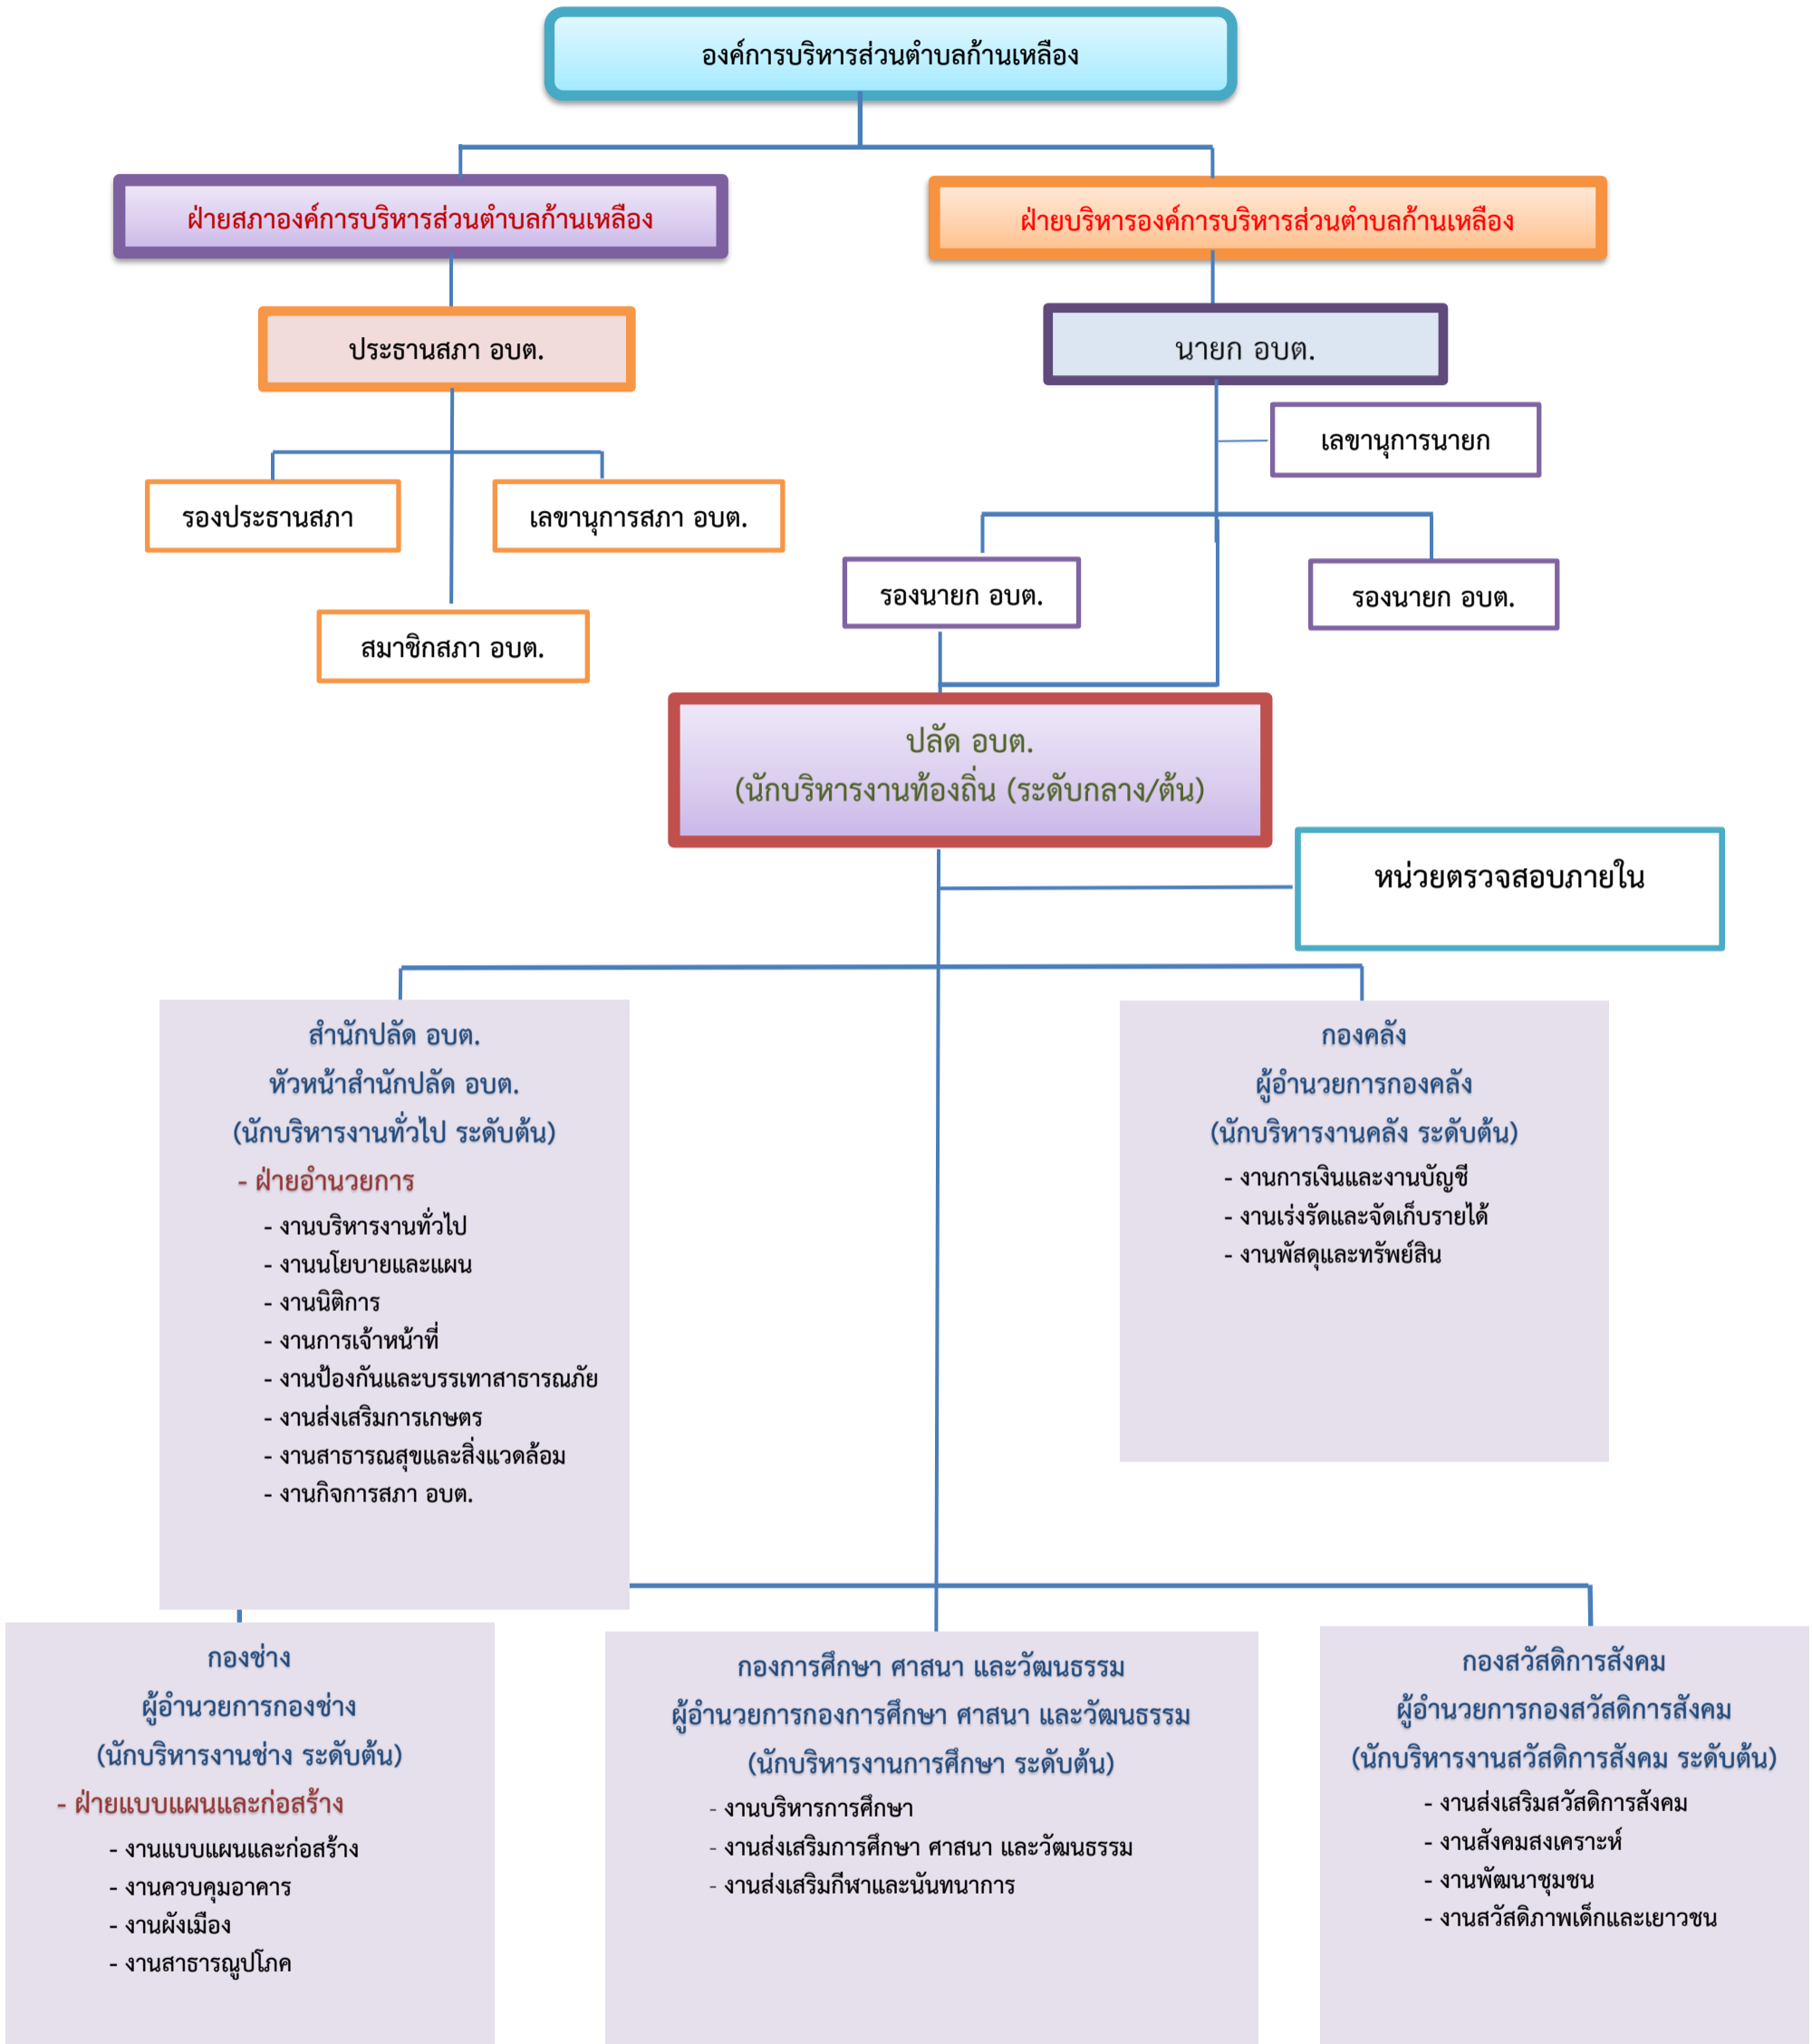 องค์การบริหารส่วนตำบลก้านเหลือง
ฝ่ายสภาองค์การบริหารส่วนตำบลก้านเหลือง
ฝ่ายบริหารองค์การบริหารส่วนตำบลก้านเหลือง
ประธานสภา อบต.
นายก อบต.
เลขานุการนายก
รองประธานสภา
เลขานุการสภา อบต.
รองนายก อบต.
รองนายก อบต.
สมาชิกสภา อบต.
ปลัด อบต.
(นักบริหารงานท้องถิ่น (ระดับกลาง/ต้น)
หน่วยตรวจสอบภายใน
สำนักปลัด อบต.
หัวหน้าสำนักปลัด อบต.
(นักบริหารงานทั่วไป ระดับต้น)
- ฝ่ายอำนวยการ
- งานบริหารงานทั่วไป
- งานนโยบายและแผน
- งานนิติการ
- งานการเจ้าหน้าที่
- งานป้องกันและบรรเทาสาธารณภัย
- งานส่งเสริมการเกษตร
- งานสาธารณสุขและสิ่งแวดล้อม
- งานกิจการสภา อบต.
กองคลัง
ผู้อำนวยการกองคลัง
(นักบริหารงานคลัง ระดับต้น)
- งานการเงินและงานบัญชี
- งานเร่งรัดและจัดเก็บรายได้
- งานพัสดุและทรัพย์สิน
กองช่าง
ผู้อำนวยการกองช่าง
(นักบริหารงานช่าง ระดับต้น)
- ฝ่ายแบบแผนและก่อสร้าง
- งานแบบแผนและก่อสร้าง
- งานควบคุมอาคาร
- งานผังเมือง
- งานสาธารณูปโภค
กองการศึกษา ศาสนา และวัฒนธรรม
ผู้อำนวยการกองการศึกษา ศาสนา และวัฒนธรรม
(นักบริหารงานการศึกษา ระดับต้น)
- งานบริหารการศึกษา
- งานส่งเสริมการศึกษา ศาสนา และวัฒนธรรม
- งานส่งเสริมกีฬาและนันทนาการ
กองสวัสดิการสังคม
ผู้อำนวยการกองสวัสดิการสังคม
(นักบริหารงานสวัสดิการสังคม ระดับต้น)
- งานส่งเสริมสวัสดิการสังคม
- งานสังคมสงเคราะห์
- งานพัฒนาชุมชน
- งานสวัสดิภาพเด็กและเยาวชน